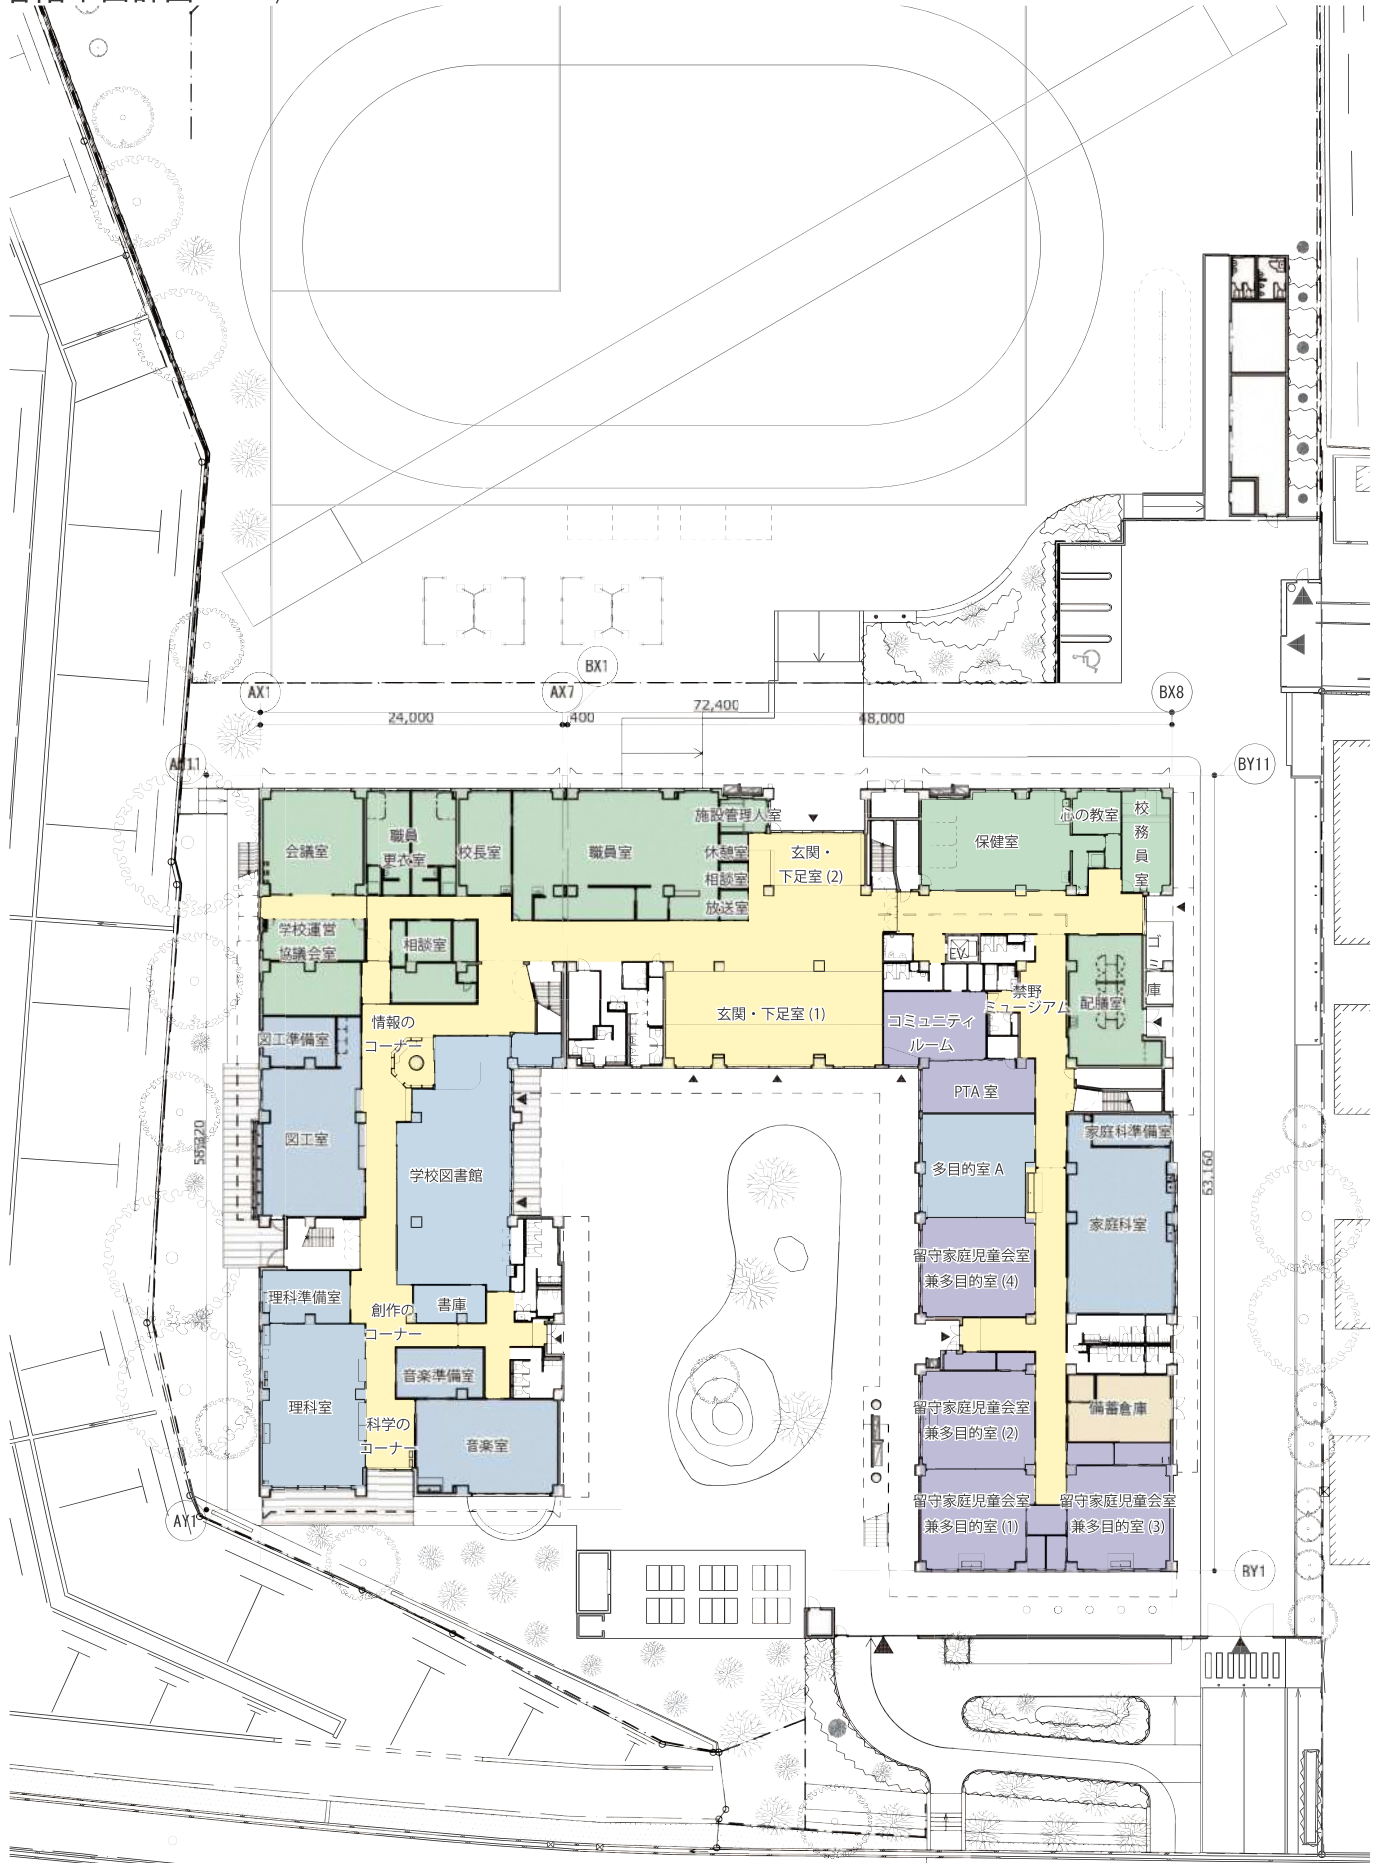 BX1
AX1
AX7
BX8
72,400
24,000
400
48,000
BY11
施設管理人室
心の教室
校務員室
会議室
職員
更衣室
校長室
職員室
休憩室
相談室
放送室
玄関・
下足室 (2)
保健室
学校運営
協議会室
相談室
EV
ゴミ庫
配膳室
禁野
ミュージアム
玄関・下足室 (1)
コミュニティ
ルーム
情報の
コーナー
図工準備室
PTA 室
図工室
学校図書館
多目的室 A
家庭科準備室
家庭科室
63,160
留守家庭児童会室
兼多目的室 (4)
理科準備室
創作の
コーナー
書庫
音楽準備室
理科室
科学の
コーナー
音楽室
留守家庭児童会室
兼多目的室 (2)
備蓄倉庫
留守家庭児童会室
兼多目的室 (1)
留守家庭児童会室
兼多目的室 (3)
AY1
BY1